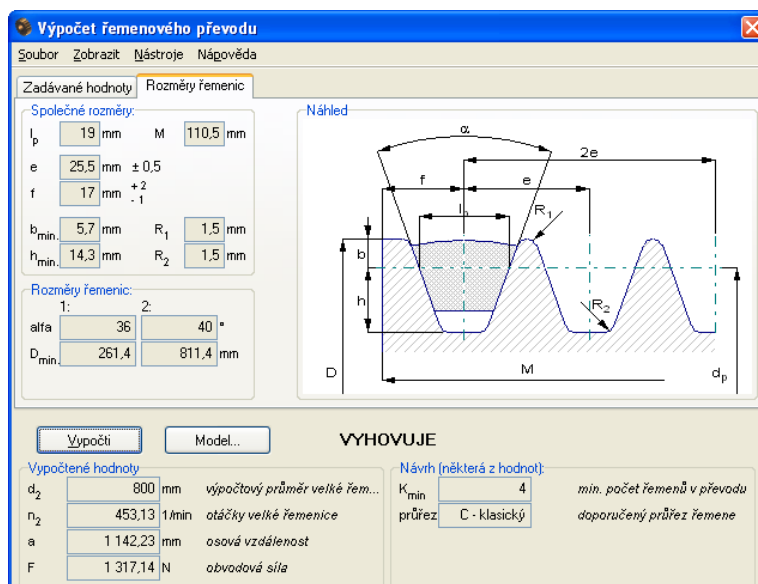 Výpočet řemenového převodu
Soubor Zobrazit Nástroje Nápověda
Zadávané hodnoty Rozměry řemenic
Společné rozměry:
lp 19 mm M 110,5 mm
e 25,5 mm ± 0,5
f 17 mm + 2 - 1
bmin. 5,7 mm R1 1,5 mm
hmin. 14,3 mm R2 1,5 mm
Rozměry řemenic:
1: 2:
alfa 36 40 °
Dmin. 261,4 811,4 mm
Náhled
α
2e
f e
lp R1
b
h
R2
D M dp
Vypočti Model... VYHOVUJE
Vypočtené hodnoty
d2 800 mm výpočtový průměr velké řem...
n2 453,13 1/min otáčky velké řemenice
a 1 142,23 mm osová vzdálenost
F 1 317,14 N obvodová síla
Návrh (některá z hodnot):
Kmin 4 min. počet řemenů v převodu
průřez C - klasický doporučený průřez řemene